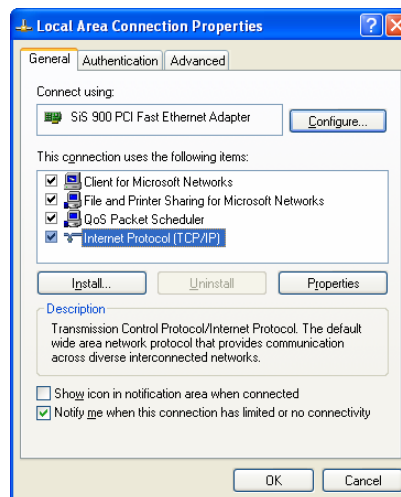 Local Area Connection Properties
General Authentication Advanced
Connect using:
SiS 900 PCI Fast Ethernet Adapter
Configure...
This connection uses the following items:
Client for Microsoft Networks
File and Printer Sharing for Microsoft Networks
QoS Packet Scheduler
Internet Protocol (TCP/IP)
Install... Uninstall Properties
Description
Transmission Control Protocol/Internet Protocol. The default
wide area network protocol that provides communication
across diverse interconnected networks.
Show icon in notification area when connected
Notify me when this connection has limited or no connectivity
OK Cancel